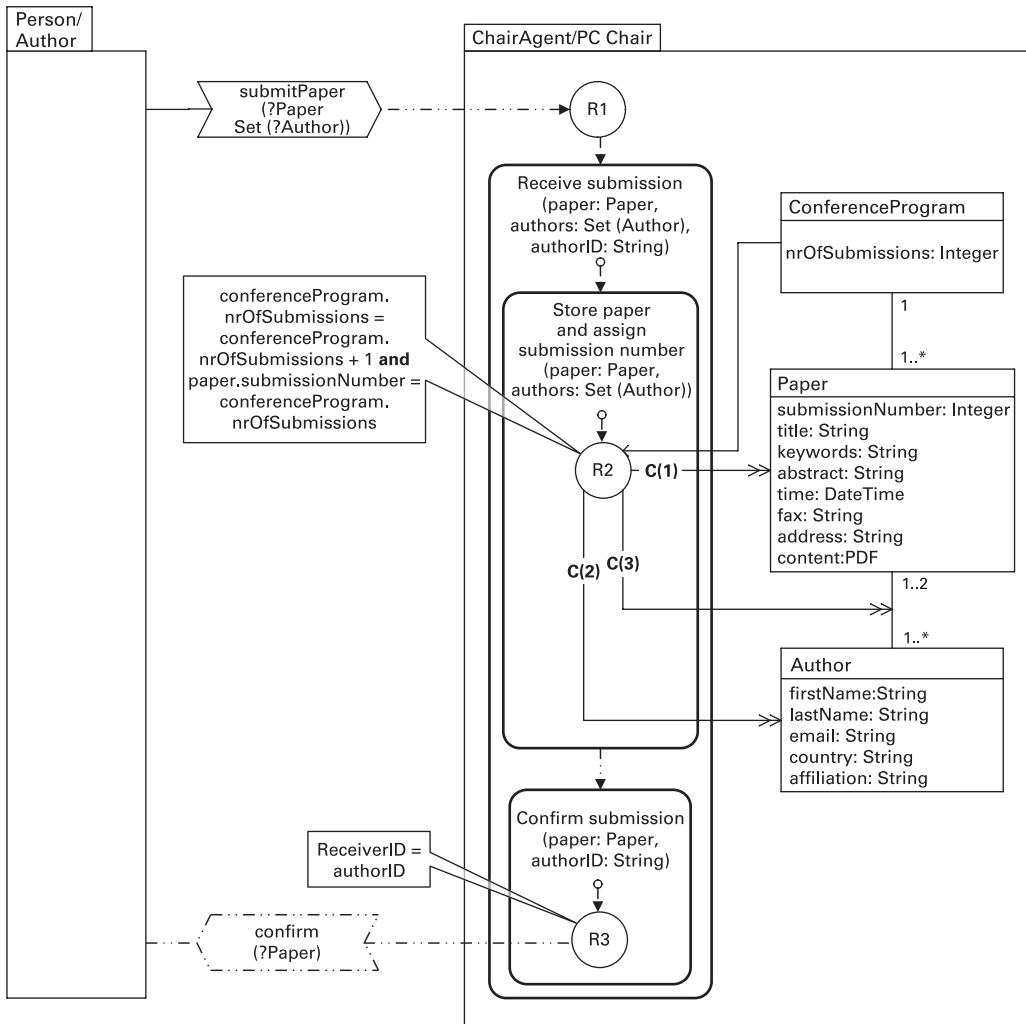 Person/
Author
ChairAgent/PC Chair
submitPaper
(?Paper
Set (?Author))
R1
Receive submission
(paper: Paper,
authors: Set (Author),
authorID: String)
ConferenceProgram
nrOfSubmissions: Integer
1
1..*
conferenceProgram.
nrOfSubmissions =
conferenceProgram.
nrOfSubmissions + 1 and
paper.submissionNumber =
conferenceProgram.
nrOfSubmissions
Store paper
and assign
submission number
(paper: Paper,
authors: Set (Author))
R2
C(1)
C(2)
C(3)
Paper
submissionNumber: Integer
title: String
keywords: String
abstract: String
time: DateTime
fax: String
address: String
content:PDF
1..2
1..*
Author
firstName:String
lastName: String
email: String
country: String
affiliation: String
Confirm submission
(paper: Paper,
authorID: String)
ReceiverID =
authorID
R3
confirm
(?Paper)